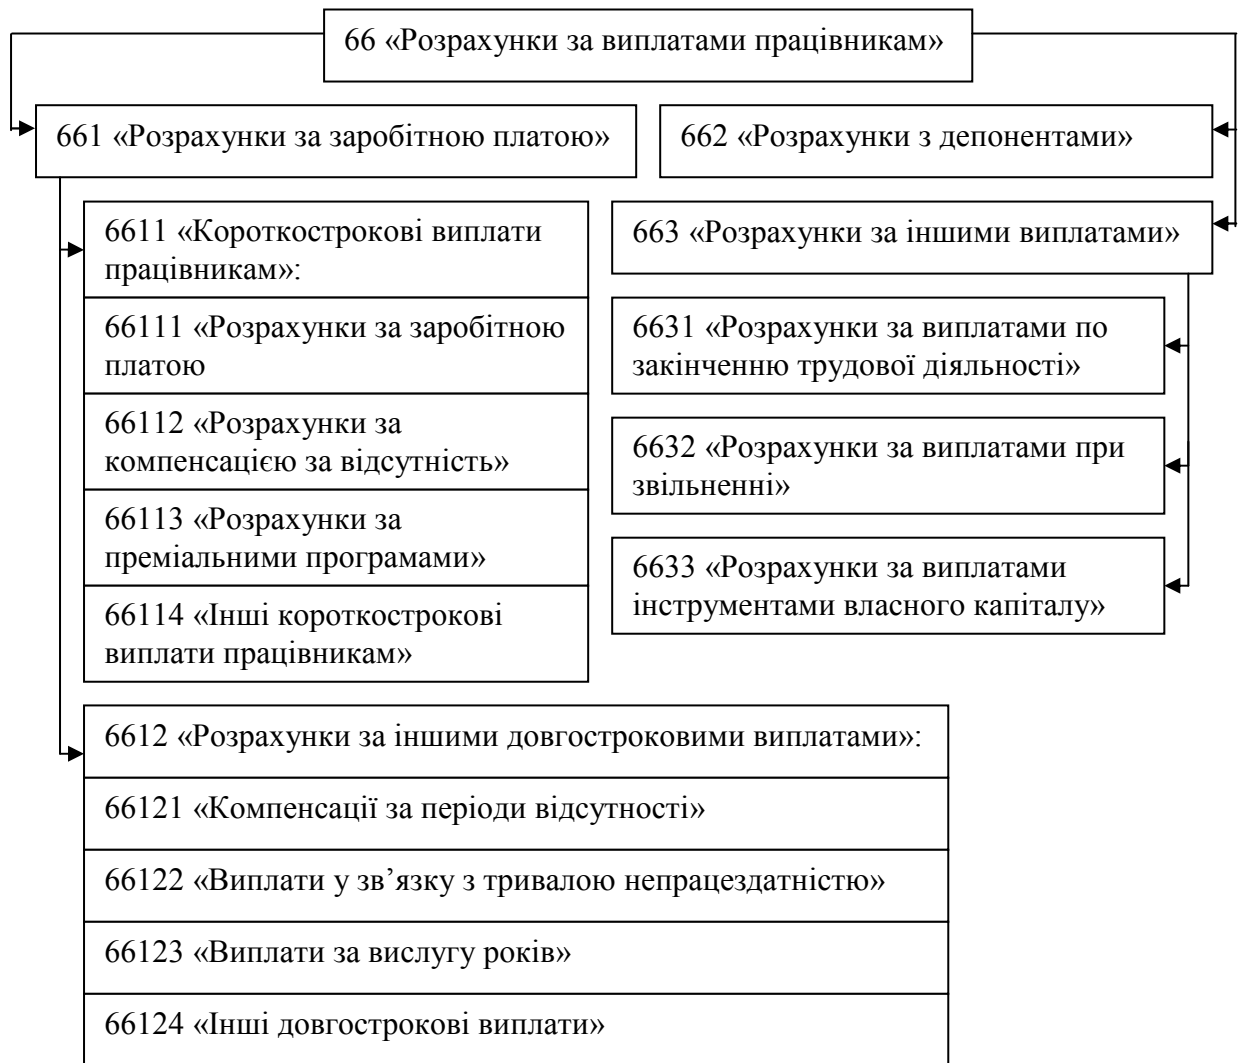 66 «Розрахунки за виплатами працівникам»
661 «Розрахунки за заробітною платою»
662 «Розрахунки з депонентами»
6611 «Короткострокові виплати
працівникам»:
66111 «Розрахунки за заробітною
платою
66112 «Розрахунки за
компенсацією за відсутність»
66113 «Розрахунки за
преміальними програмами»
66114 «Інші короткострокові
виплати працівникам»
663 «Розрахунки за іншими виплатами»
6631 «Розрахунки за виплатами по
закінченню трудової діяльності»
6632 «Розрахунки за виплатами при
звільненні»
6633 «Розрахунки за виплатами
інструментами власного капіталу»
6612 «Розрахунки за іншими довгостроковими виплатами»:
66121 «Компенсації за періоди відсутності»
66122 «Виплати у зв’язку з тривалою непрацездатністю»
66123 «Виплати за вислугу років»
66124 «Інші довгострокові виплати»